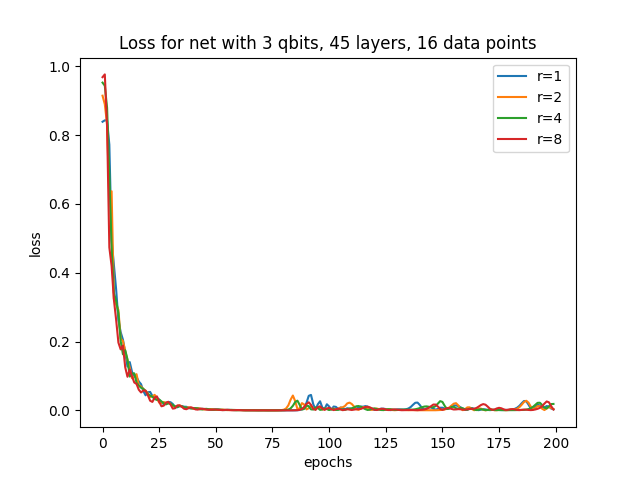 Loss for net with 3 qbits, 45 layers, 16 data points
1.0
0.8
0.6
0.4
0.2
0.0
loss
r=1
r=2
r=4
r=8
0 25 50 75 100 125 150 175 200
epochs